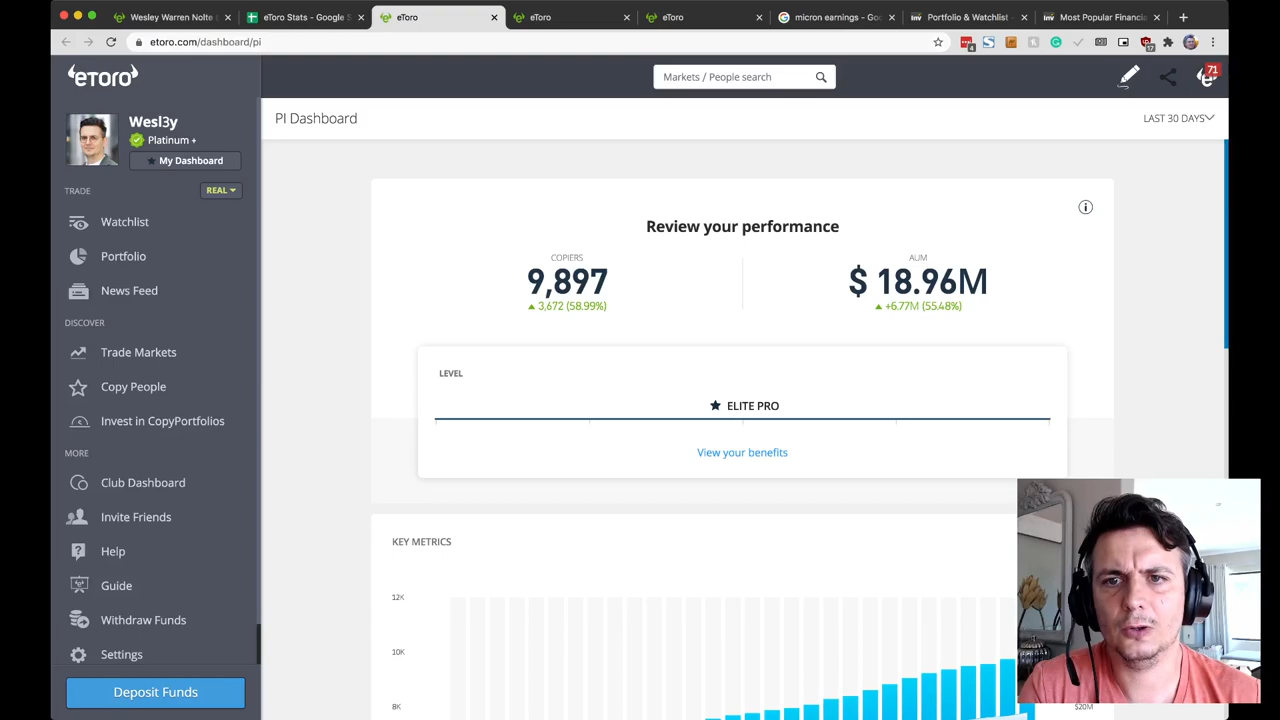 Wesley Warren Nolte
eToro Stats - Google S
eToro
eToro
eToro
micron earnings - Go
Portfolio & Watchlist -
Most Popular Financia
etoro.com/dashboard/pi
4
17
eToro
Markets / People search
71
Wesl3y
Platinum +
My Dashboard
PI Dashboard
LAST 30 DAYS
TRADE
REAL
Watchlist
Portfolio
News Feed
DISCOVER
Trade Markets
Copy People
Invest in CopyPortfolios
MORE
Club Dashboard
Invite Friends
Help
Guide
Withdraw Funds
Settings
Deposit Funds
Review your performance
COPIERS
9,897
3,672 (58.99%)
AUM
$ 18.96M
+6.77M (55.48%)
LEVEL
ELITE PRO
View your benefits
KEY METRICS
12K
10K
8K
$20M